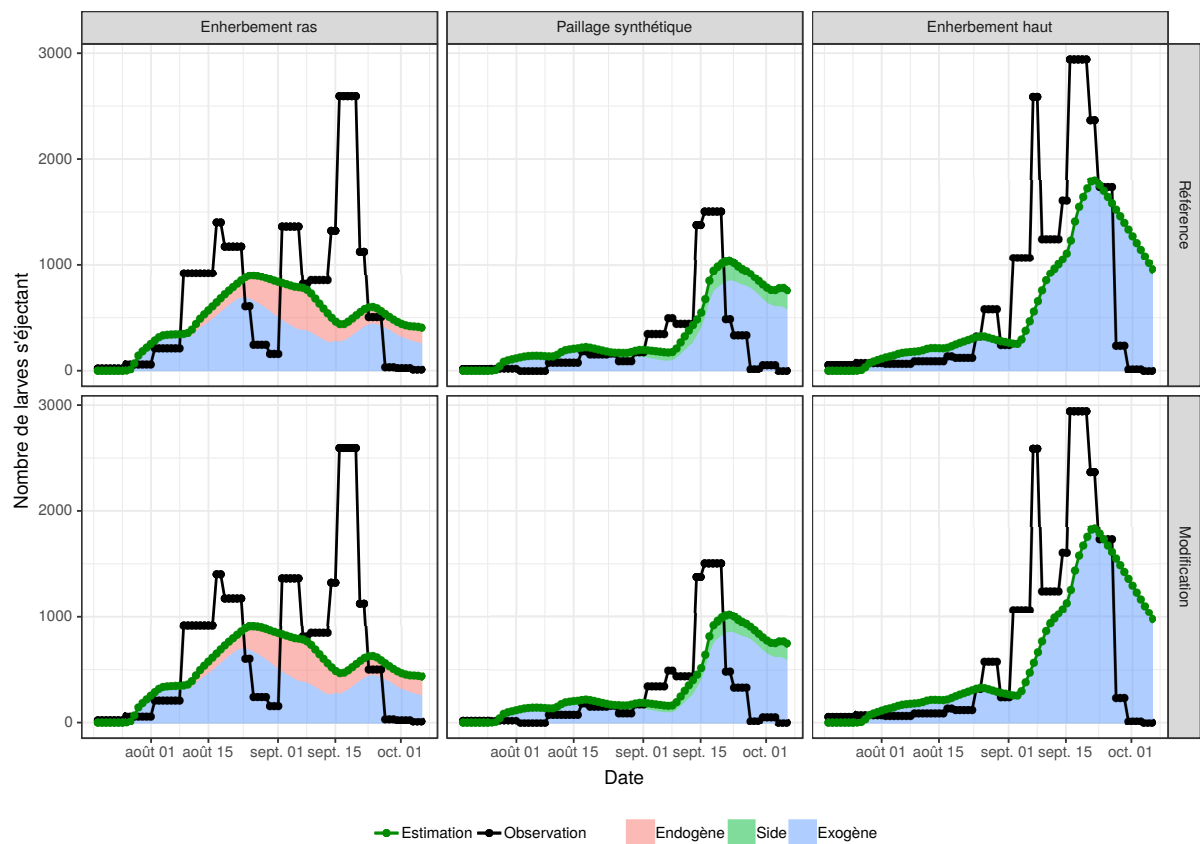 Enherbement ras
Paillage synthétique
Enherbement haut
3000
2000
1000
0
Référence
3000
2000
1000
0
Modification
Nombre de larves s'éjectant
août 01
août 15
sept. 01
sept. 15
oct. 01
août 01
août 15
sept. 01
sept. 15
oct. 01
août 01
août 15
sept. 01
sept. 15
oct. 01
Date
Estimation
Observation
Endogène
Side
Exogène